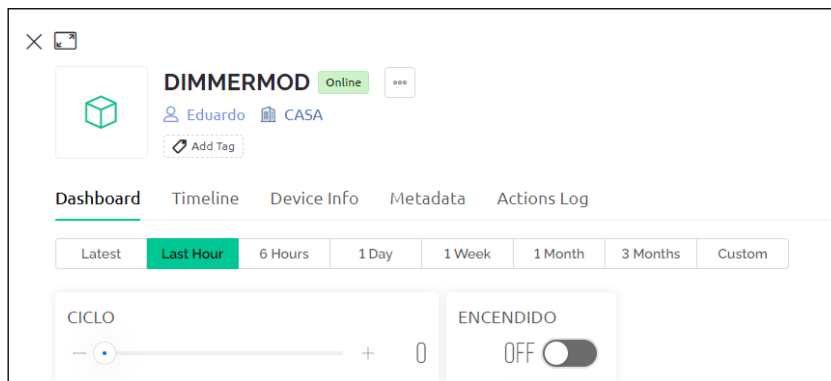 DIMMERMOD Online
Eduardo CASA
Add Tag
Dashboard Timeline Device Info Metadata Actions Log
Latest Last Hour 6 Hours 1 Day 1 Week 1 Month 3 Months Custom
CICLO ENCENDIDO
− + 0 OFF